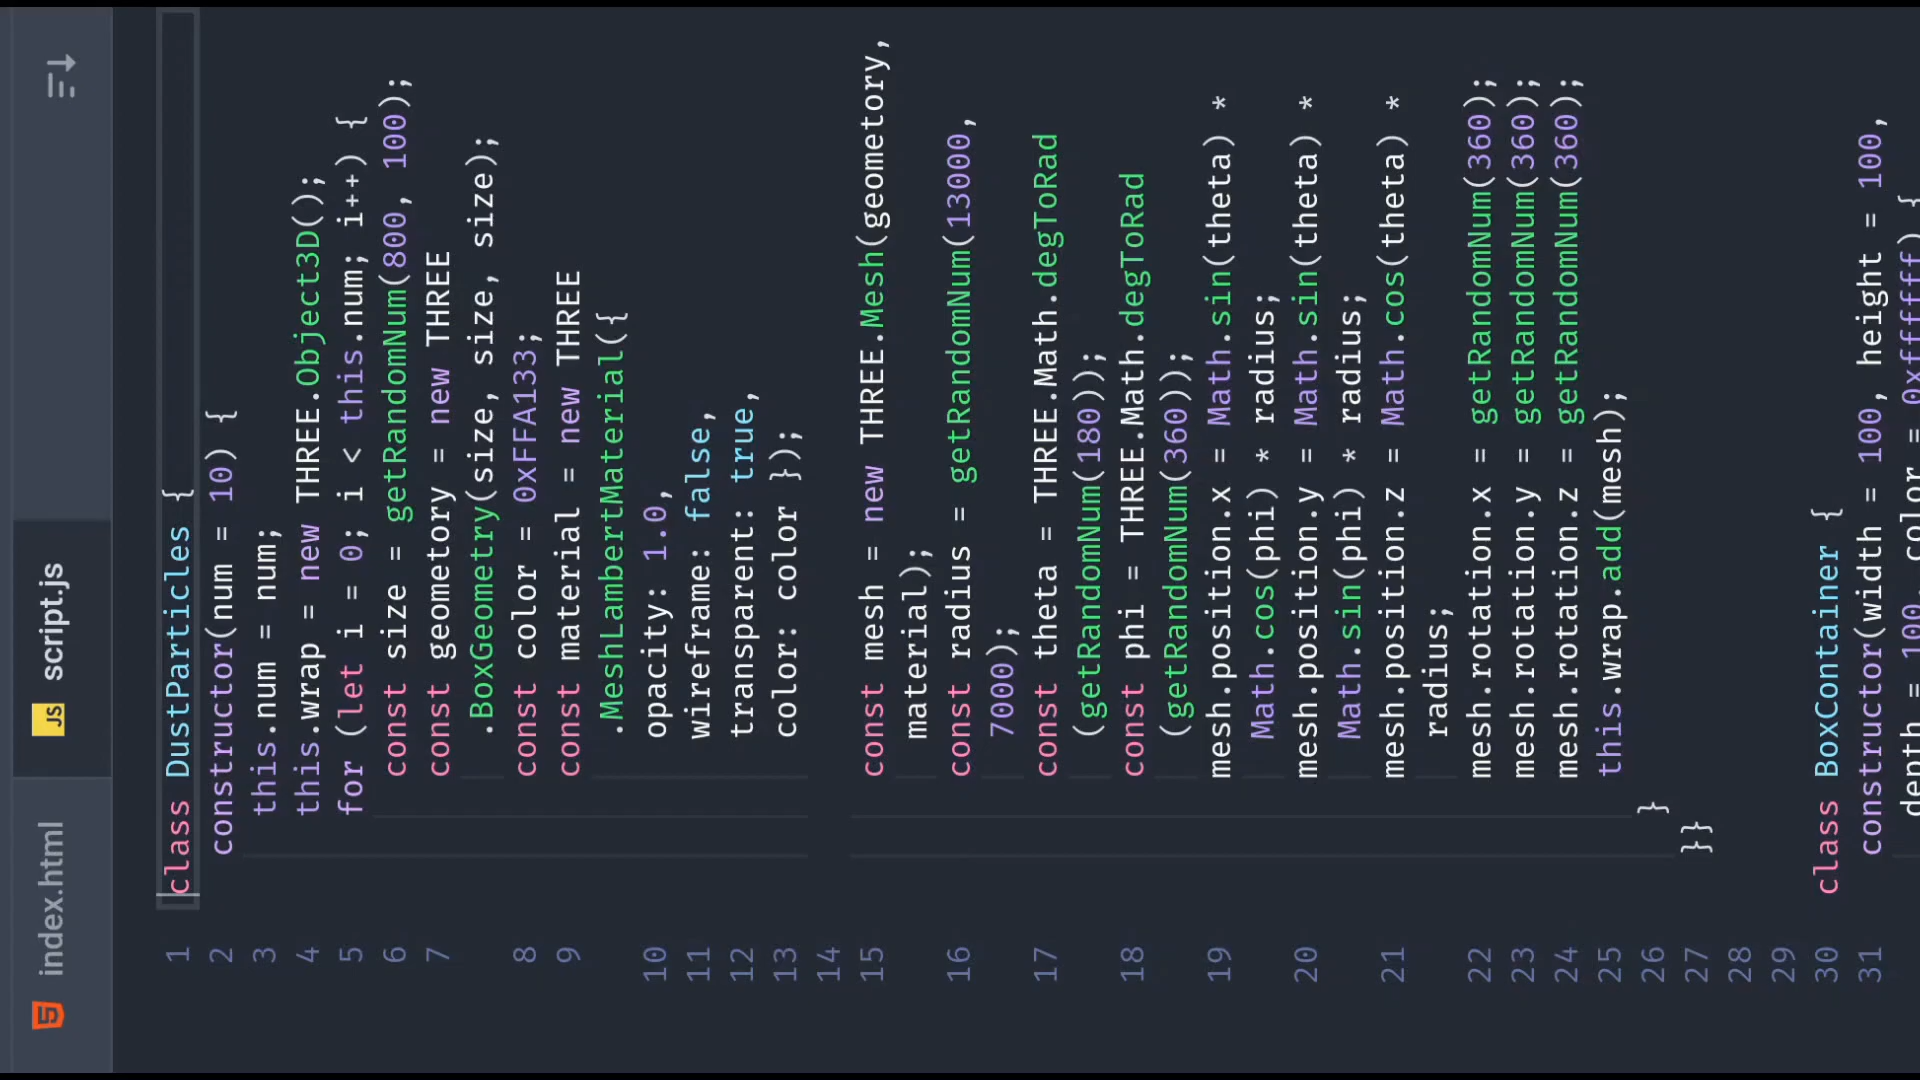 index.html
JS script.js
1 class DustParticles {
2 constructor(num = 10) {
3 this.num = num;
4 this.wrap = new THREE.Object3D();
5 for (let i = 0; i < this.num; i++) {
6 const size = getRandomNum(800, 100);
7 const geometory = new THREE
.BoxGeometry(size, size, size);
8 const color = 0xFFA133;
9 const material = new THREE
.MeshLambertMaterial({
10 opacity: 1.0,
11 wireframe: false,
12 transparent: true,
13 color: color });
14
15 const mesh = new THREE.Mesh(geometory,
material);
16 const radius = getRandomNum(13000,
7000);
17 const theta = THREE.Math.degToRad
(getRandomNum(180));
18 const phi = THREE.Math.degToRad
(getRandomNum(360));
19 mesh.position.x = Math.sin(theta) *
Math.cos(phi) * radius;
20 mesh.position.y = Math.sin(theta) *
Math.sin(phi) * radius;
21 mesh.position.z = Math.cos(theta) *
radius;
22 mesh.rotation.x = getRandomNum(360);
23 mesh.rotation.y = getRandomNum(360);
24 mesh.rotation.z = getRandomNum(360);
25 this.wrap.add(mesh);
26 }
27 }}
28
29
30 class BoxContainer {
31 constructor(width = 100, height = 100,
depth = 100, color = 0xffffff) {